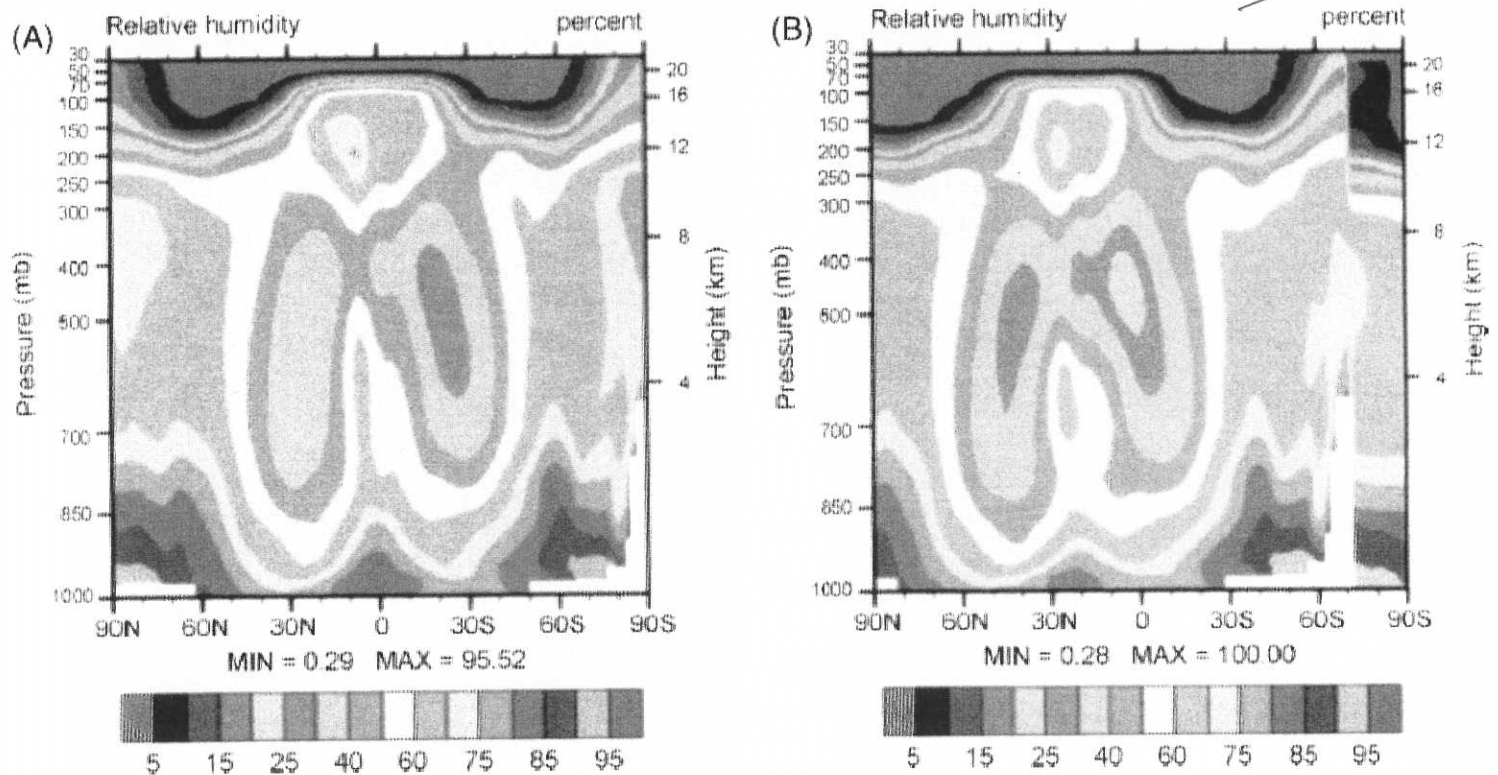 (A)
Relative humidity percent
30
50
70
100
150
200
250
300
400
500
700
850
1000
Pressure (mb)
20
16
12
8
4
Height (km)
90N 60N 30N 0 30S 60S 90S
MIN = 0.29 MAX = 95.52
5 15 25 40 60 75 85 95
(B)
Relative humidity percent
30
50
70
100
150
200
250
300
400
500
700
850
1000
Pressure (mb)
20
16
12
8
4
Height (km)
90N 60N 30N 0 30S 60S 90S
MIN = 0.28 MAX = 100.00
5 15 25 40 60 75 85 95